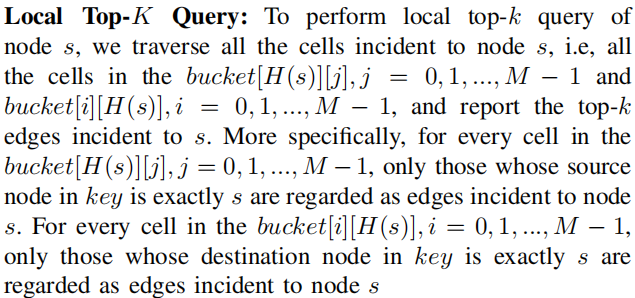 Local Top-K Query: To perform local top-k query of
node s, we traverse all the cells incident to node s, i.e, all
the cells in the bucket[H(s)][j], j = 0, 1, ..., M − 1 and
bucket[i][H(s)], i = 0, 1, ..., M − 1, and report the top-k
edges incident to s. More specifically, for every cell in the
bucket[H(s)][j], j = 0, 1, ..., M − 1, only those whose source
node in key is exactly s are regarded as edges incident to node
s. For every cell in the bucket[i][H(s)], i = 0, 1, ..., M − 1,
only those whose destination node in key is exactly s are
regarded as edges incident to node s